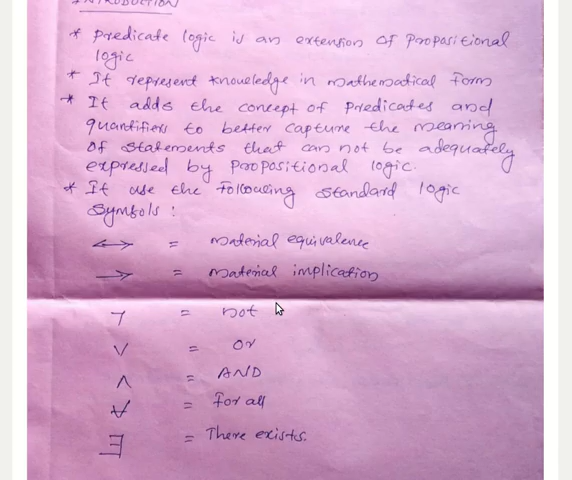 INTRODUCTION
* Predicate logic is an extension of Propositional
logic
* It represent knowledge in mathematical form
* It adds the concept of predicates and
quantifiers to better capture the meaning
of statements that can not be adequately
expressed by Propositional logic.
* It use the following standard logic
Symbols :
↔ = material equivalence
→ = material implication
¬ = not
∨ = or
∧ = AND
∀ = for all
∃ = There exists.